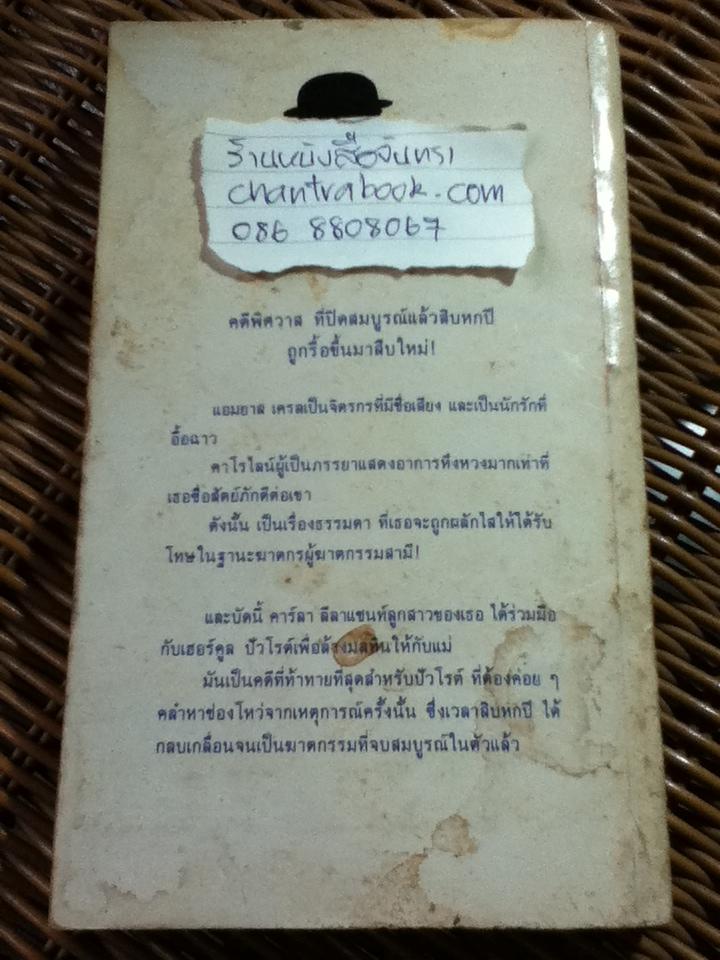 ร้านหนังสือจันทรา
chantrabook.com
086 8808067
คดีพิศวาส ที่ปิดสมบูรณ์แล้วสิบหกปี
ถูกรื้อขึ้นมาสืบใหม่!
แอมยาส เครลเป็นจิตรกรที่มีชื่อเสียง และเป็นนักรักที่
อื้อฉาว
คาโรไลน์ผู้เป็นภรรยาแสดงอาการหึงหวงมากเท่าที่
เธอซื่อสัตย์ภักดีต่อเขา
ดังนั้น เป็นเรื่องธรรมดา ที่เธอจะถูกผลักไสให้ได้รับ
โทษในฐานะฆาตกรผู้ฆาตกรรมสามี!
และบัดนี้ คาร์ลา ลีลาแชนท์ลูกสาวของเธอ ได้ร่วมมือ
กับเฮอร์คูล ปัวโรต์เพื่อล้างมลทินให้กับแม่
มันเป็นคดีที่ท้าทายที่สุดสำหรับปัวโรต์ ที่ต้องค่อย ๆ
คลำหาช่องโหว่จากเหตุการณ์ครั้งนั้น ซึ่งเวลาสิบหกปี ได้
กลบเกลื่อนจนเป็นฆาตกรรมที่จบสมบูรณ์ในตัวแล้ว